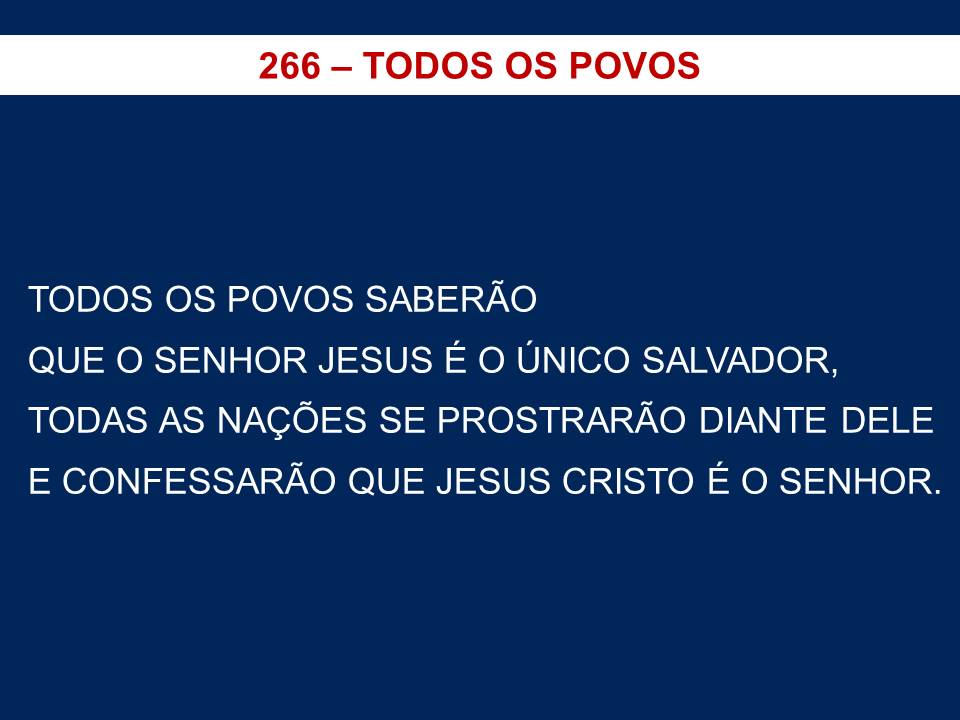 266 – TODOS OS POVOS
TODOS OS POVOS SABERÃO
QUE O SENHOR JESUS É O ÚNICO SALVADOR,
TODAS AS NAÇÕES SE PROSTRARÃO DIANTE DELE
E CONFESSARÃO QUE JESUS CRISTO É O SENHOR.